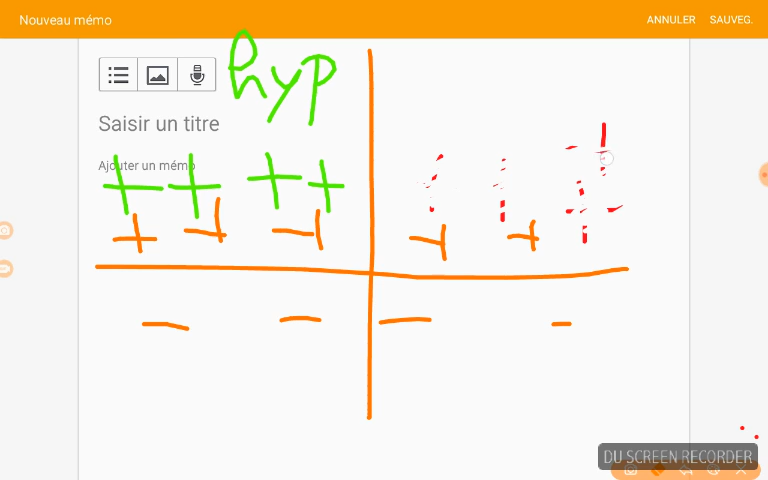 Nouveau mémo
ANNULER SAUVEG.
hyp
Saisir un titre
Ajouter un mémo
+ + + +
+ + + + +
- - - -
DU SCREEN RECORDER